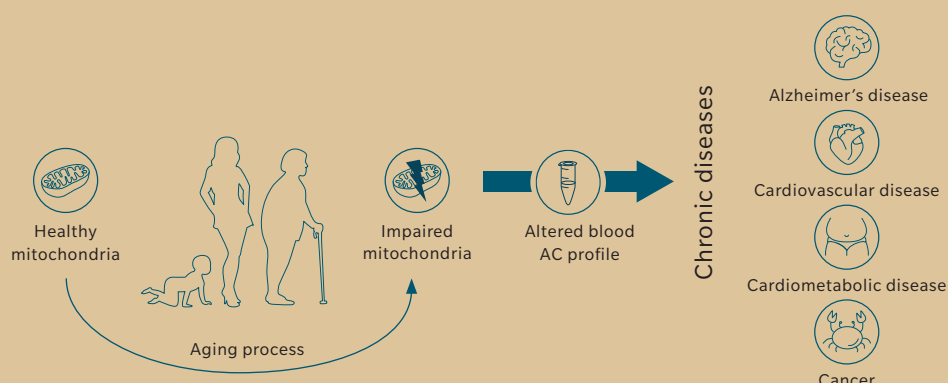 Healthy
mitochondria
Aging process
Impaired
mitochondria
Altered blood
AC profile
Chronic diseases
Alzheimer’s disease
Cardiovascular disease
Cardiometabolic disease
Cancer